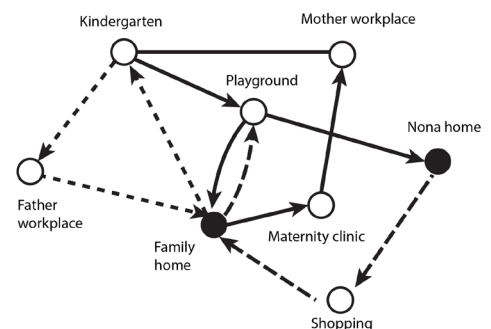 Kindergarten
Mother workplace
Playground
Nona home
Father
workplace
Family
home
Maternity clinic
Shopping